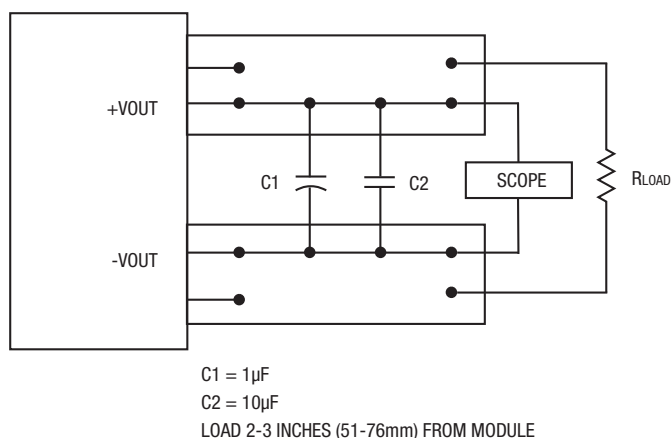 +VOUT
C1
C2
SCOPE
RLOAD
-VOUT
C1 = 1µF
C2 = 10µF
LOAD 2-3 INCHES (51-76mm) FROM MODULE